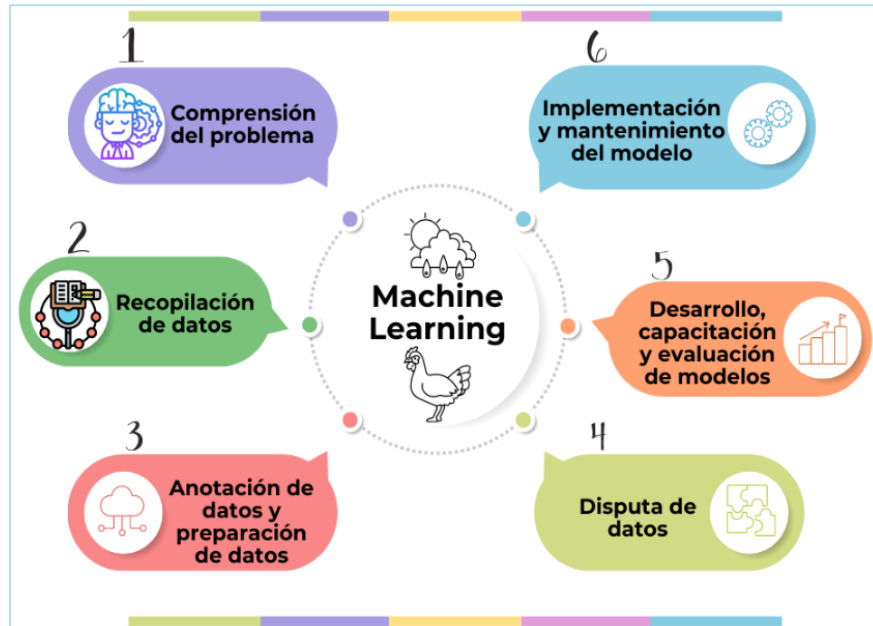 1
Comprensión
del problema
2
Recopilación
de datos
3
Anotación de
datos y
preparación
de datos
4
Disputa de
datos
5
Desarrollo,
capacitación
y evaluación
de modelos
6
Implementación
y mantenimiento
del modelo
Machine
Learning